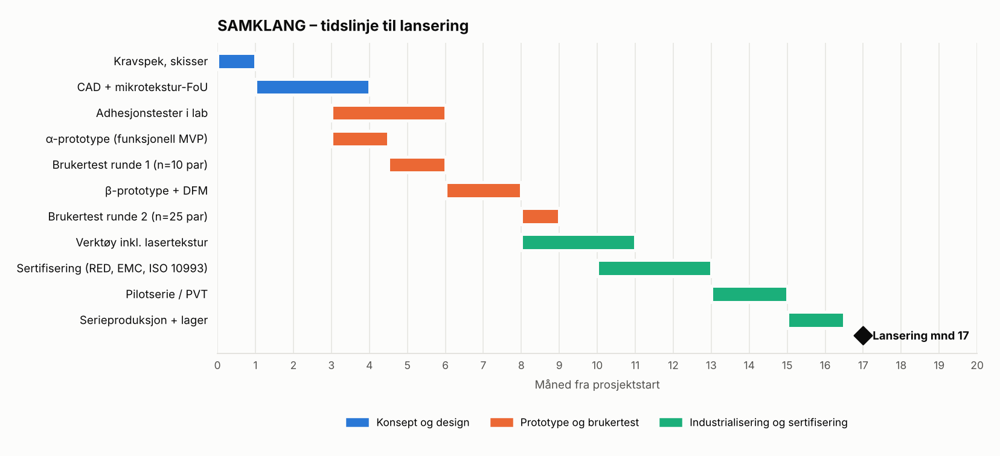 SAMKLANG – tidslinje til lansering
Kravspek, skisser
CAD + mikrotekstur-FoU
Adhesjonstester i lab
α-prototype (funksjonell MVP)
Brukertest runde 1 (n=10 par)
β-prototype + DFM
Brukertest runde 2 (n=25 par)
Verktøy inkl. lasertekstur
Sertifisering (RED, EMC, ISO 10993)
Pilotserie / PVT
Serieproduksjon + lager
Lansering mnd 17
0 1 2 3 4 5 6 7 8 9 10 11 12 13 14 15 16 17 18 19 20
Måned fra prosjektstart
Konsept og design Prototype og brukertest Industrialisering og sertifisering